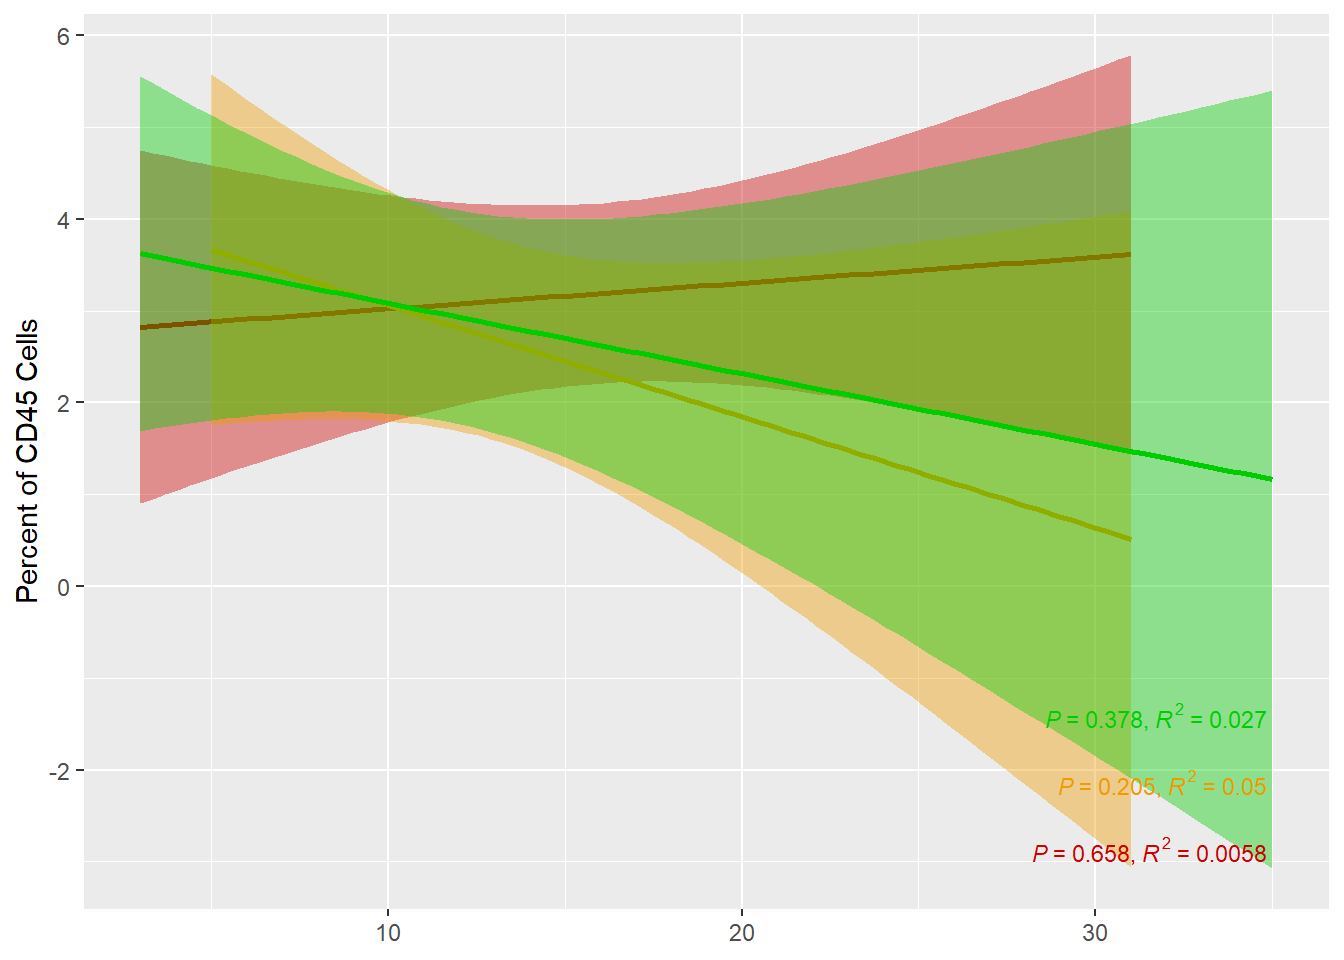 6
4
2
0
-2
Percent of CD45 Cells
P = 0.378, R² = 0.027
P = 0.205, R² = 0.05
P = 0.658, R² = 0.0058
10 20 30